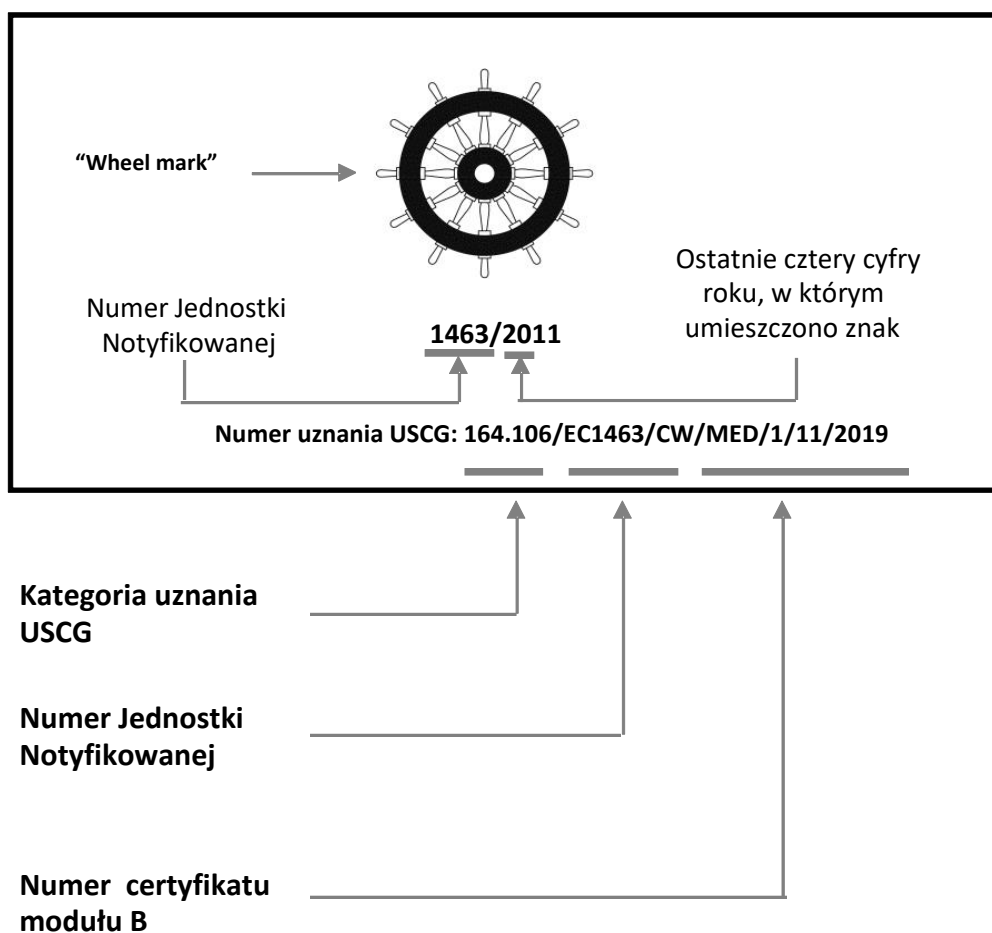 “Wheel mark”
Ostatnie cztery cyfry
roku, w którym
umieszczono znak
Numer Jednostki
Notyfikowanej
1463/2011
Numer uznania USCG: 164.106/EC1463/CW/MED/1/11/2019
Kategoria uznania
USCG
Numer Jednostki
Notyfikowanej
Numer certyfikatu
modułu B